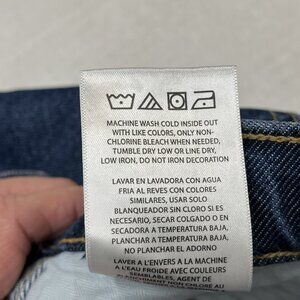 MACHINE WASH COLD INSIDE OUT
WITH LIKE COLORS, ONLY NON-
CHLORINE BLEACH WHEN NEEDED,
TUMBLE DRY LOW OR LINE DRY,
LOW IRON, DO NOT IRON DECORATION
LAVAR EN LAVADORA CON AGUA
FRIA AL REVES CON COLORES
SIMILARES, USAR SOLO
BLANQUEADOR SIN CLORO SI ES
NECESARIO, SECAR COLGADO O EN
SECADORA A TEMPERATURA BAJA,
PLANCHAR A TEMPERATURA BAJA,
NO PLANCHAR EL ADORNO
LAVER À L'ENVERS À LA MACHINE
À L'EAU FROIDE AVEC COULEURS
SEMBLABLES, AGENT DE